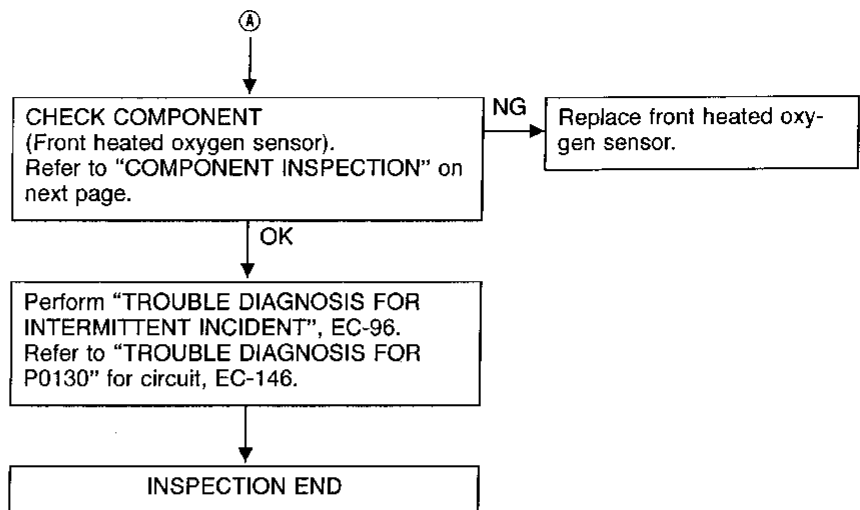 Ⓐ
CHECK COMPONENT
(Front heated oxygen sensor).
Refer to “COMPONENT INSPECTION” on
next page.
NG
Replace front heated oxy-
gen sensor.
OK
Perform “TROUBLE DIAGNOSIS FOR
INTERMITTENT INCIDENT”, EC-96.
Refer to “TROUBLE DIAGNOSIS FOR
P0130” for circuit, EC-146.
INSPECTION END